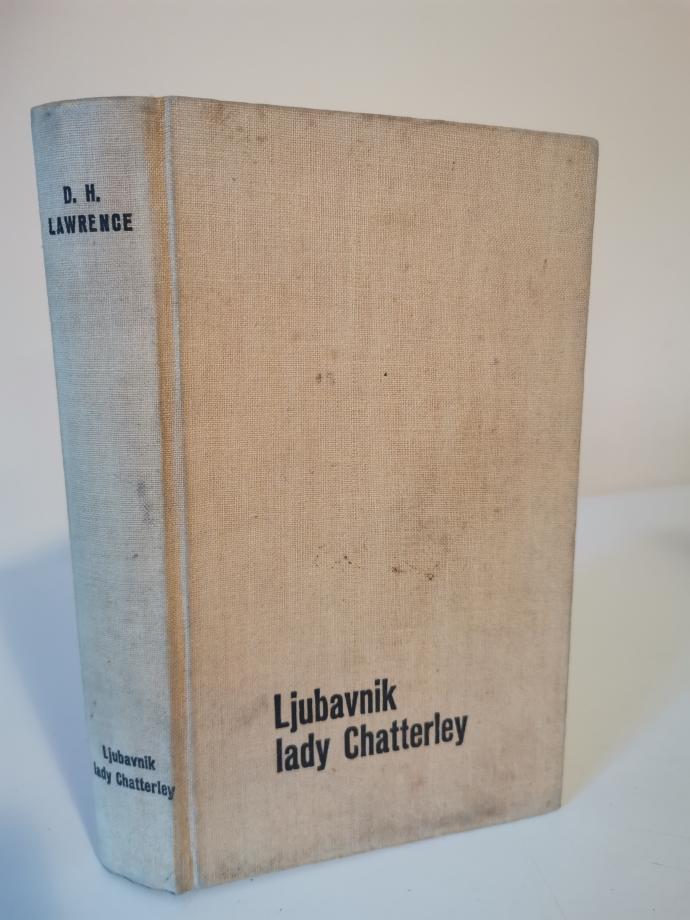 D. H.
LAWRENCE
Ljubavnik
lady Chatterley
Ljubavnik
lady Chatterley